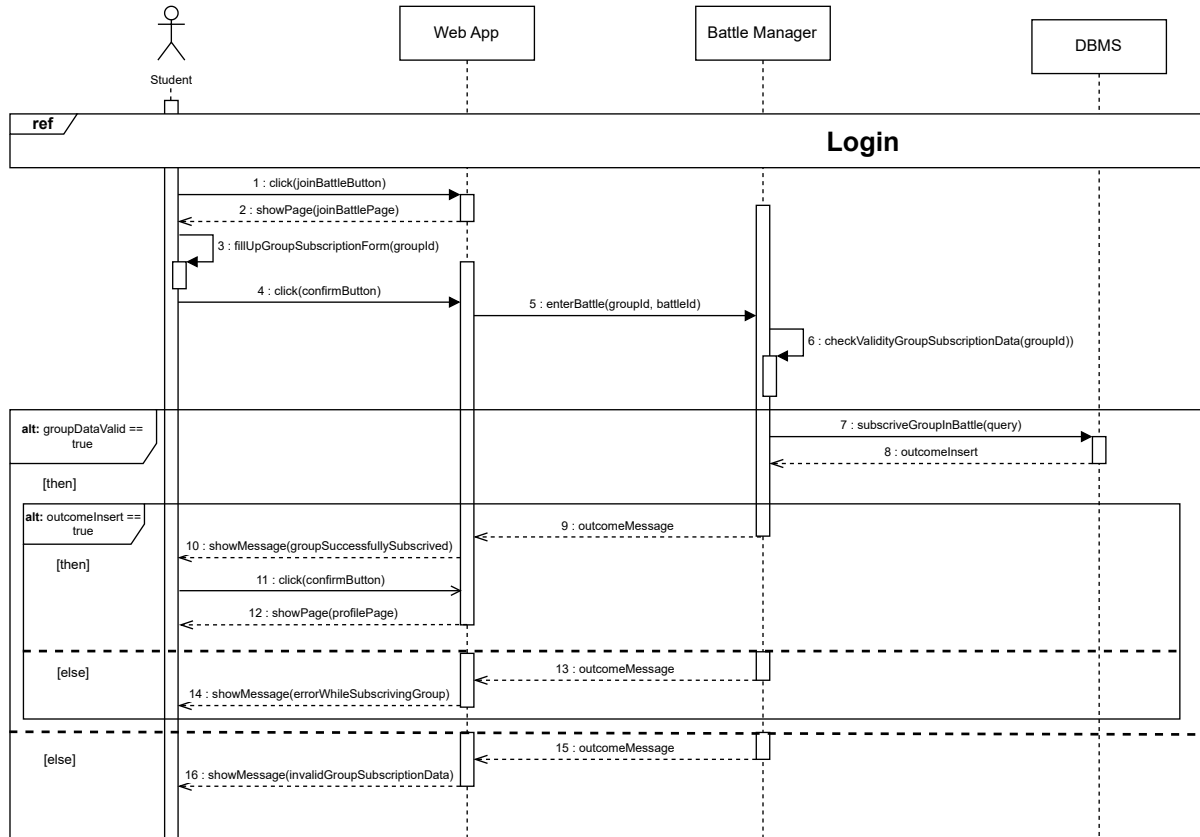 Web App
Battle Manager
DBMS
Student
ref
Login
1 : click(joinBattleButton)
2 : showPage(joinBattlePage)
3 : fillUpGroupSubscriptionForm(groupId)
4 : click(confirmButton)
5 : enterBattle(groupId, battleId)
6 : checkValidityGroupSubscriptionData(groupId))
alt: groupDataValid ==
true
7 : subscriveGroupInBattle(query)
8 : outcomeInsert
[then]
alt: outcomeInsert ==
true
9 : outcomeMessage
10 : showMessage(groupSuccessfullySubscrived)
[then]
11 : click(confirmButton)
12 : showPage(profilePage)
[else]
13 : outcomeMessage
14 : showMessage(errorWhileSubscrivingGroup)
[else]
15 : outcomeMessage
16 : showMessage(invalidGroupSubscriptionData)